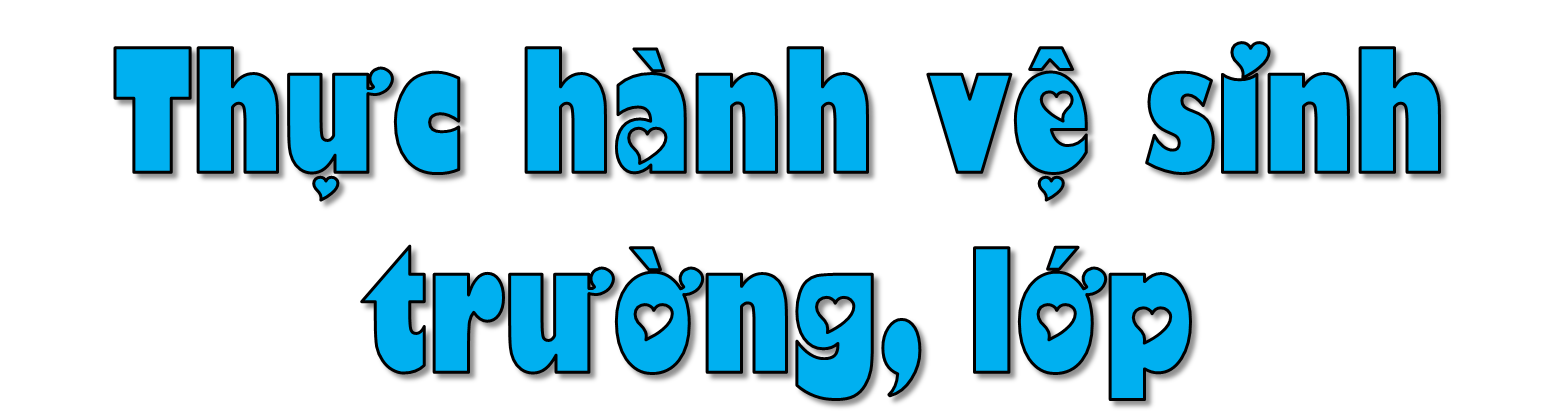 Thực hành vệ sinh
trường, lớp